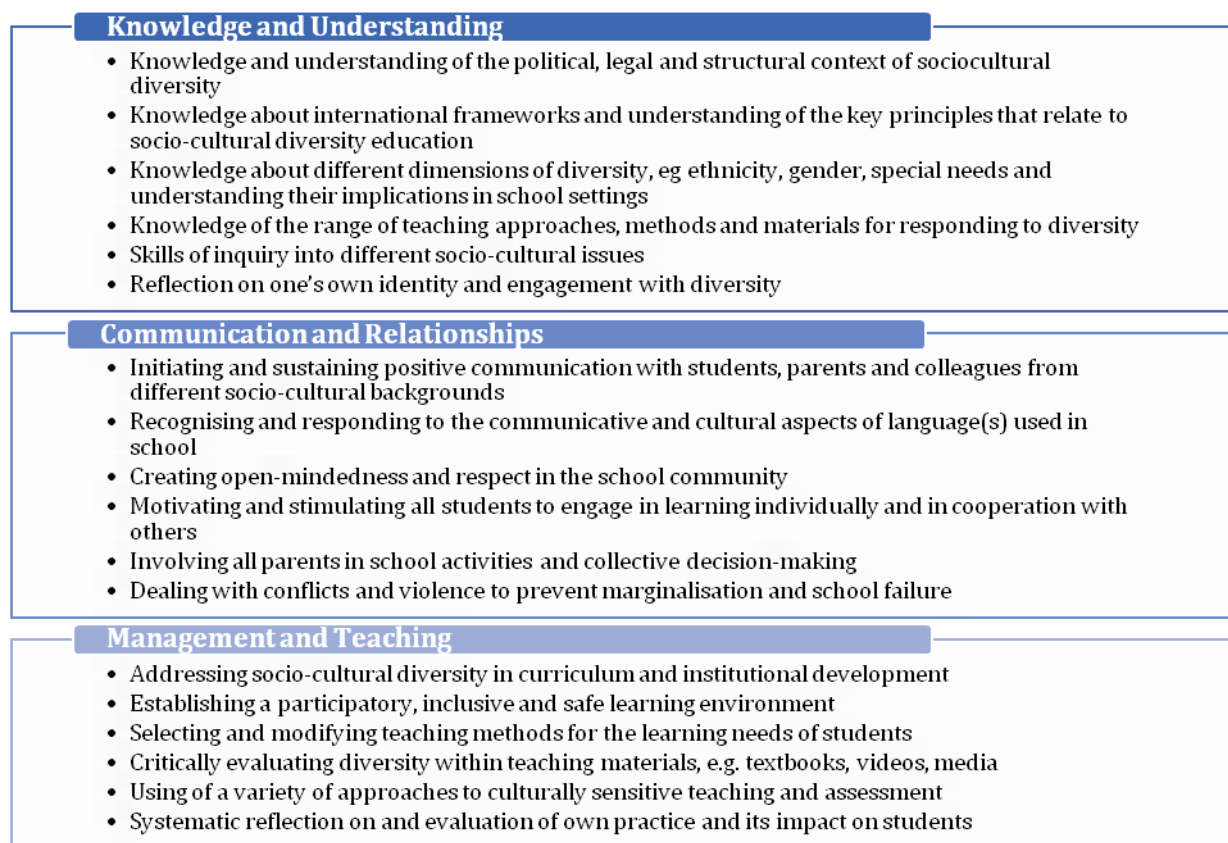 Knowledge and Understanding
• Knowledge and understanding of the political, legal and structural context of sociocultural
diversity
• Knowledge about international frameworks and understanding of the key principles that relate to
socio-cultural diversity education
• Knowledge about different dimensions of diversity, eg ethnicity, gender, special needs and
understanding their implications in school settings
• Knowledge of the range of teaching approaches, methods and materials for responding to diversity
• Skills of inquiry into different socio-cultural issues
• Reflection on one's own identity and engagement with diversity
Communication and Relationships
• Initiating and sustaining positive communication with students, parents and colleagues from
different socio-cultural backgrounds
• Recognising and responding to the communicative and cultural aspects of language(s) used in
school
• Creating open-mindedness and respect in the school community
• Motivating and stimulating all students to engage in learning individually and in cooperation with
others
• Involving all parents in school activities and collective decision-making
• Dealing with conflicts and violence to prevent marginalisation and school failure
Management and Teaching
• Addressing socio-cultural diversity in curriculum and institutional development
• Establishing a participatory, inclusive and safe learning environment
• Selecting and modifying teaching methods for the learning needs of students
• Critically evaluating diversity within teaching materials, e.g. textbooks, videos, media
• Using of a variety of approaches to culturally sensitive teaching and assessment
• Systematic reflection on and evaluation of own practice and its impact on students